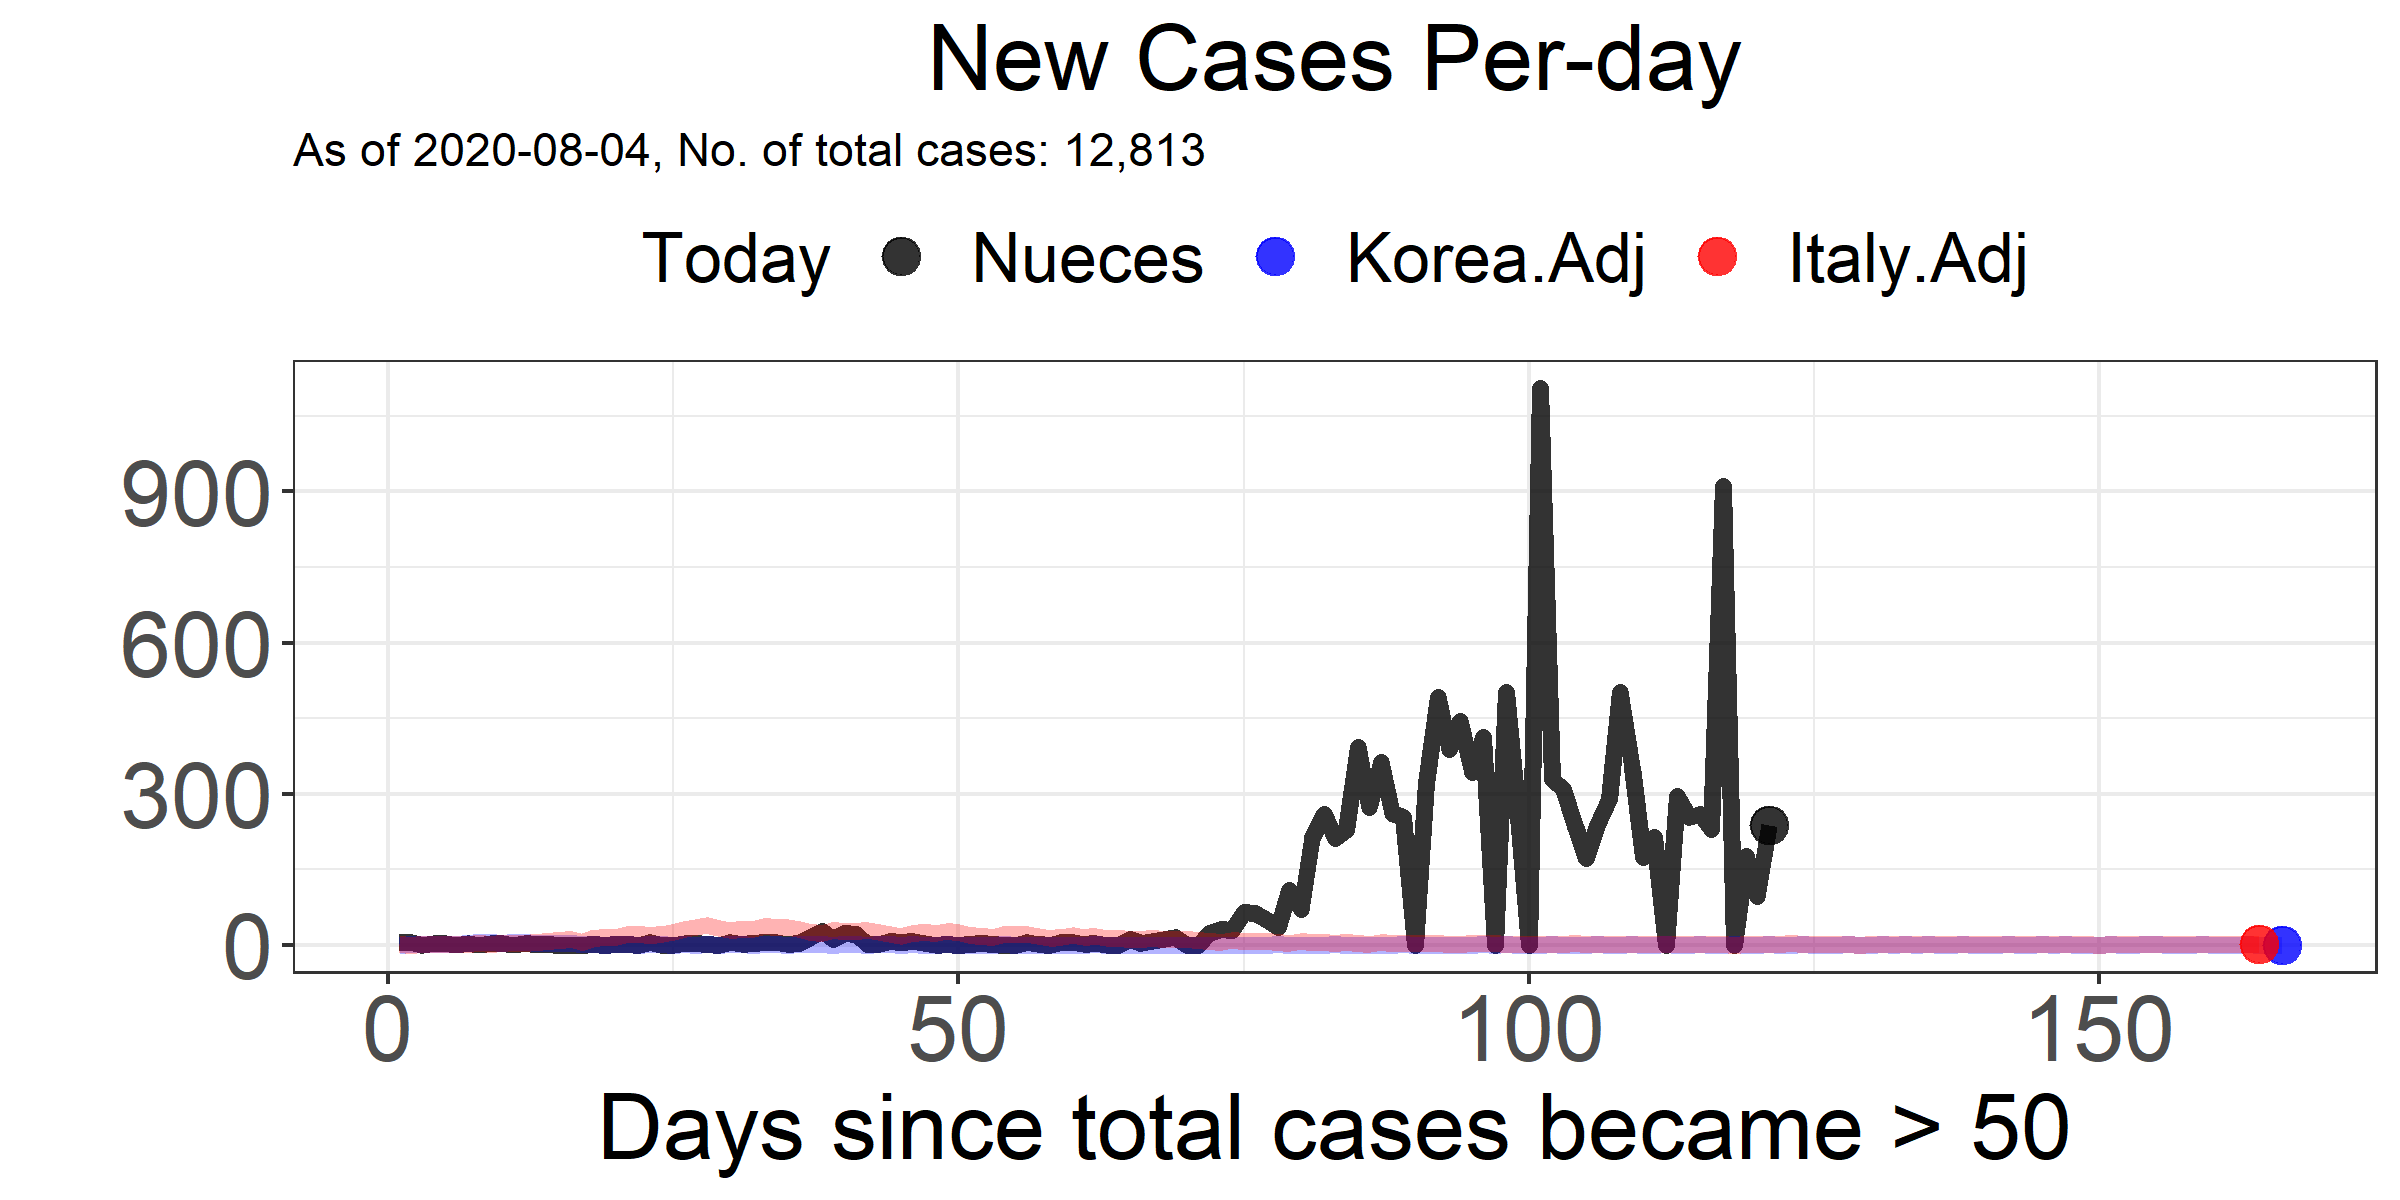 New Cases Per-day
As of 2020-08-04, No. of total cases: 12,813
Today Nueces Korea.Adj Italy.Adj
900
600
300
0
0 50 100 150
Days since total cases became > 50